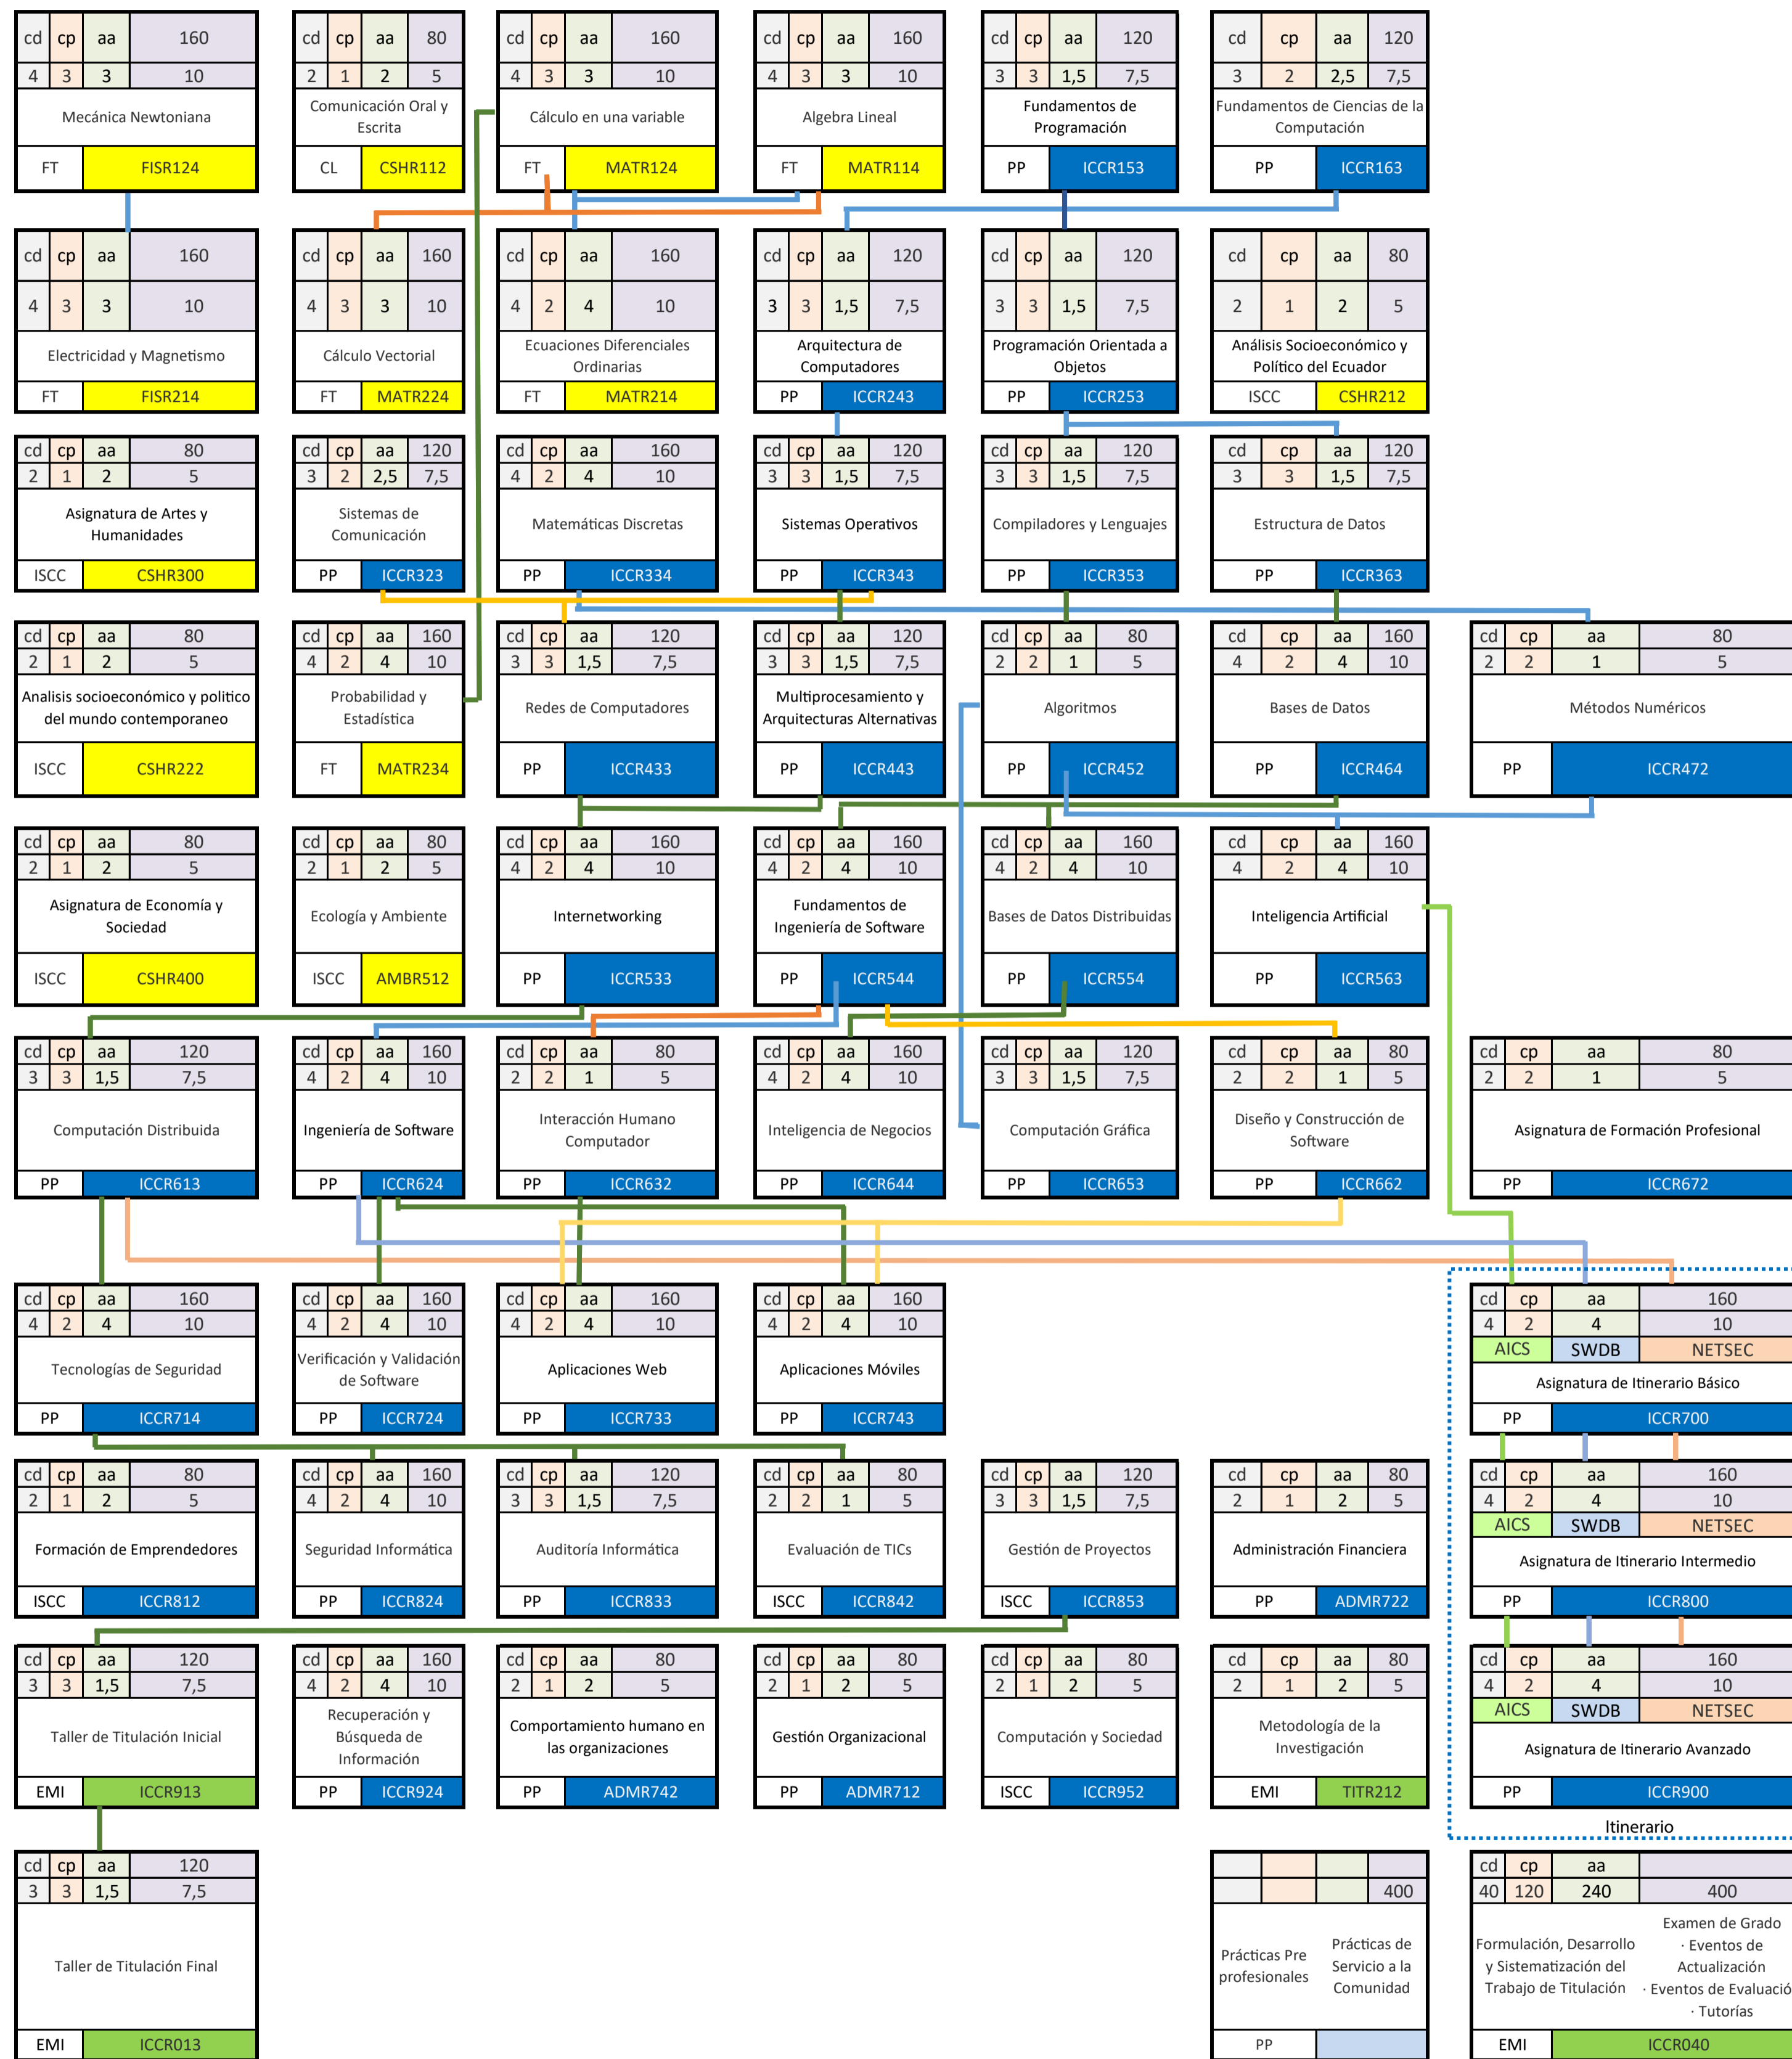 cd cp aa 160 cd cp aa 80 cd cp aa 160 cd cp aa 160 cd cp aa 120 cd cp aa 120
4 3 3 10 2 1 2 5 4 3 3 10 4 3 3 10 3 3 1,5 7,5 3 2 2,5 7,5
Mecánica Newtoniana Comunicación Oral y Escrita Cálculo en una variable Algebra Lineal Fundamentos de Programación Fundamentos de Ciencias de la Computación
FT FISR124 CL CSHR112 FT MATR124 FT MATR114 PP ICCR153 PP ICCR163
cd cp aa 160 cd cp aa 160 cd cp aa 160 cd cp aa 120 cd cp aa 120 cd cp aa 80
4 3 3 10 4 3 3 10 4 2 4 10 3 3 1,5 7,5 3 3 1,5 7,5 2 1 2 5
Electricidad y Magnetismo Cálculo Vectorial Ecuaciones Diferenciales Ordinarias Arquitectura de Computadores Programación Orientada a Objetos Análisis Socioeconómico y Político del Ecuador
FT FISR214 FT MATR224 FT MATR214 PP ICCR243 PP ICCR253 ISCC CSHR212
cd cp aa 80 cd cp aa 120 cd cp aa 160 cd cp aa 120 cd cp aa 120 cd cp aa 120
2 1 2 5 3 2 2,5 7,5 4 2 4 10 3 3 1,5 7,5 3 3 1,5 7,5 3 3 1,5 7,5
Asignatura de Artes y Humanidades Sistemas de Comunicación Matemáticas Discretas Sistemas Operativos Compiladores y Lenguajes Estructura de Datos
ISCC CSHR300 PP ICCR323 PP ICCR334 PP ICCR343 PP ICCR353 PP ICCR363
cd cp aa 80 cd cp aa 160 cd cp aa 120 cd cp aa 120 cd cp aa 80 cd cp aa 160 cd cp aa 80
2 1 2 5 4 2 4 10 3 3 1,5 7,5 3 3 1,5 7,5 2 2 1 5 4 2 4 10 2 2 1 5
Analisis socioeconómico y politico del mundo contemporaneo Probabilidad y Estadística Redes de Computadores Multiprocesamiento y Arquitecturas Alternativas Algoritmos Bases de Datos Métodos Numéricos
ISCC CSHR222 FT MATR234 PP ICCR433 PP ICCR443 PP ICCR452 PP ICCR464 PP ICCR472
cd cp aa 80 cd cp aa 80 cd cp aa 160 cd cp aa 160 cd cp aa 160 cd cp aa 160
2 1 2 5 2 1 2 5 4 2 4 10 4 2 4 10 4 2 4 10 4 2 4 10
Asignatura de Economía y Sociedad Ecología y Ambiente Internetworking Fundamentos de Ingeniería de Software Bases de Datos Distribuidas Inteligencia Artificial
ISCC CSHR400 ISCC AMBR512 PP ICCR533 PP ICCR544 PP ICCR554 PP ICCR563
cd cp aa 120 cd cp aa 160 cd cp aa 80 cd cp aa 160 cd cp aa 120 cd cp aa 80 cd cp aa 80
3 3 1,5 7,5 4 2 4 10 2 2 1 5 4 2 4 10 3 3 1,5 7,5 2 2 1 5 2 2 1 5
Computación Distribuida Ingeniería de Software Interacción Humano Computador Inteligencia de Negocios Computación Gráfica Diseño y Construcción de Software Asignatura de Formación Profesional
PP ICCR613 PP ICCR624 PP ICCR632 PP ICCR644 PP ICCR653 PP ICCR662 PP ICCR672
cd cp aa 160 cd cp aa 160 cd cp aa 160 cd cp aa 160 cd cp aa 160
4 2 4 10 4 2 4 10 4 2 4 10 4 2 4 10 4 2 4 10
AICS SWDB NETSEC
Tecnologías de Seguridad Verificación y Validación de Software Aplicaciones Web Aplicaciones Móviles Asignatura de Itinerario Básico
PP ICCR714 PP ICCR724 PP ICCR733 PP ICCR743 PP ICCR700
cd cp aa 80 cd cp aa 160 cd cp aa 120 cd cp aa 80 cd cp aa 120 cd cp aa 80 cd cp aa 160
2 1 2 5 4 2 4 10 3 3 1,5 7,5 2 2 1 5 3 3 1,5 7,5 2 1 2 5 4 2 4 10
AICS SWDB NETSEC
Formación de Emprendedores Seguridad Informática Auditoría Informática Evaluación de TICs Gestión de Proyectos Administración Financiera Asignatura de Itinerario Intermedio
ISCC ICCR812 PP ICCR824 PP ICCR833 ISCC ICCR842 ISCC ICCR853 PP ADMR722 PP ICCR800
cd cp aa 120 cd cp aa 160 cd cp aa 80 cd cp aa 80 cd cp aa 80 cd cp aa 80 cd cp aa 160
3 3 1,5 7,5 4 2 4 10 2 1 2 5 2 1 2 5 2 1 2 5 2 1 2 5 4 2 4 10
AICS SWDB NETSEC
Taller de Titulación Inicial Recuperación y Búsqueda de Información Comportamiento humano en las organizaciones Gestión Organizacional Computación y Sociedad Metodología de la Investigación Asignatura de Itinerario Avanzado
EMI ICCR913 PP ICCR924 PP ADMR742 PP ADMR712 ISCC ICCR952 EMI TITR212 PP ICCR900
Itinerario
cd cp aa 120 cd cp aa
3 3 1,5 7,5 400 40 120 240 400
Taller de Titulación Final
Prácticas Pre profesionales
Prácticas de Servicio a la Comunidad
Formulación, Desarrollo y Sistematización del Trabajo de Titulación
Examen de Grado
· Eventos de Actualización
· Eventos de Evaluació
· Tutorías
EMI ICCR013 PP EMI ICCR040